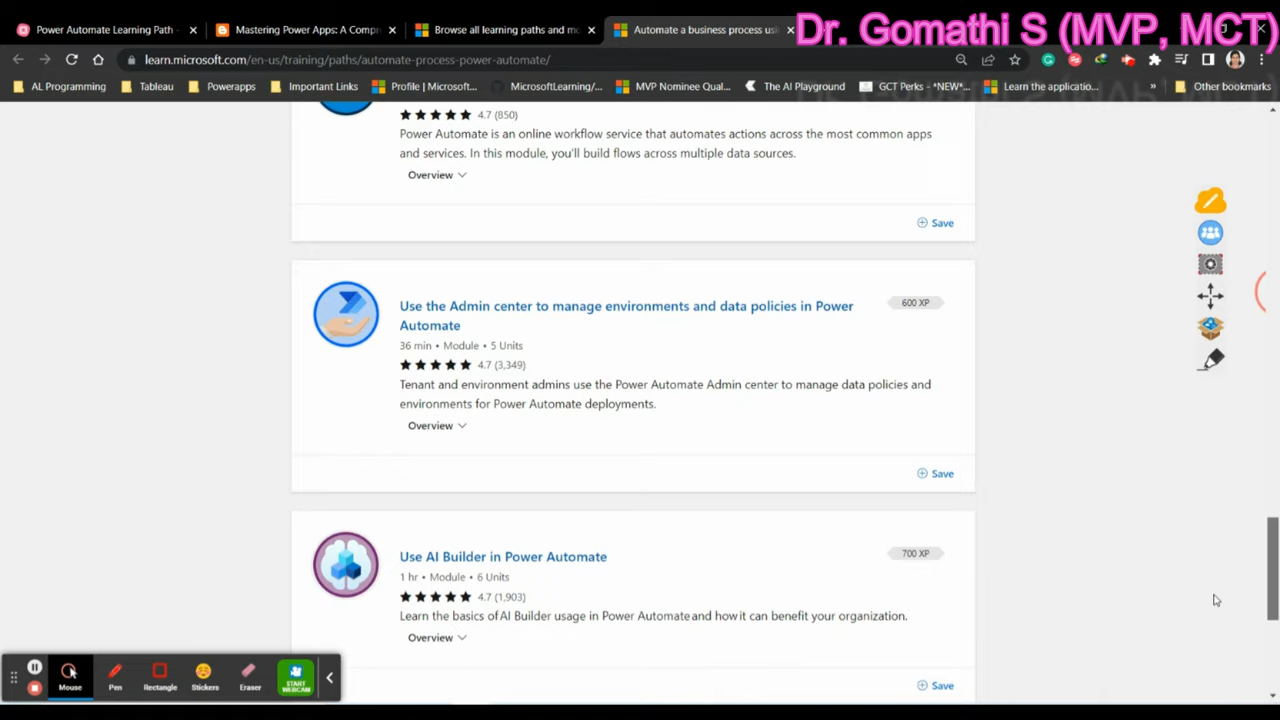 Power Automate Learning Path -
Mastering Power Apps: A Compr
Browse all learning paths and mo
Automate a business process usi
Dr. Gomathi S (MVP, MCT)
learn.microsoft.com/en-us/training/paths/automate-process-power-automate/
AL Programming
Tableau
Powerapps
Important Links
Profile | Microsoft...
MicrosoftLearning/...
MVP Nominee Qual...
The AI Playground
GCT Perks - *NEW*...
Learn the applicatio...
»
Other bookmarks
4.7 (850)
Power Automate is an online workflow service that automates actions across the most common apps
and services. In this module, you'll build flows across multiple data sources.
Overview
Save
Use the Admin center to manage environments and data policies in Power
Automate
600 XP
36 min • Module • 5 Units
4.7 (3,349)
Tenant and environment admins use the Power Automate Admin center to manage data policies and
environments for Power Automate deployments.
Overview
Save
Use AI Builder in Power Automate
700 XP
1 hr • Module • 6 Units
4.7 (1,903)
Learn the basics of AI Builder usage in Power Automate and how it can benefit your organization.
Overview
Save
Mouse
Pen
Rectangle
Stickers
Eraser
START
WEBCAM